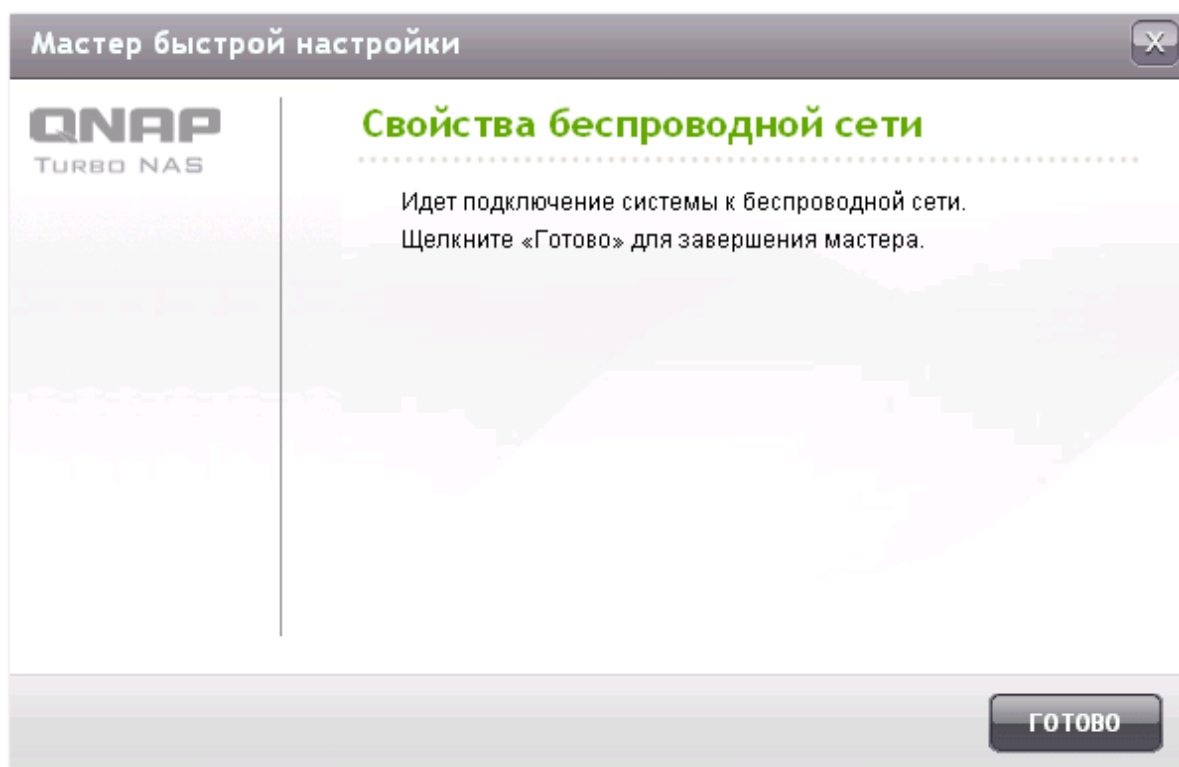 Мастер быстрой настройки
X
QNAP
TURBO NAS
Свойства беспроводной сети
Идет подключение системы к беспроводной сети.
Щелкните «Готово» для завершения мастера.
ГОТОВО